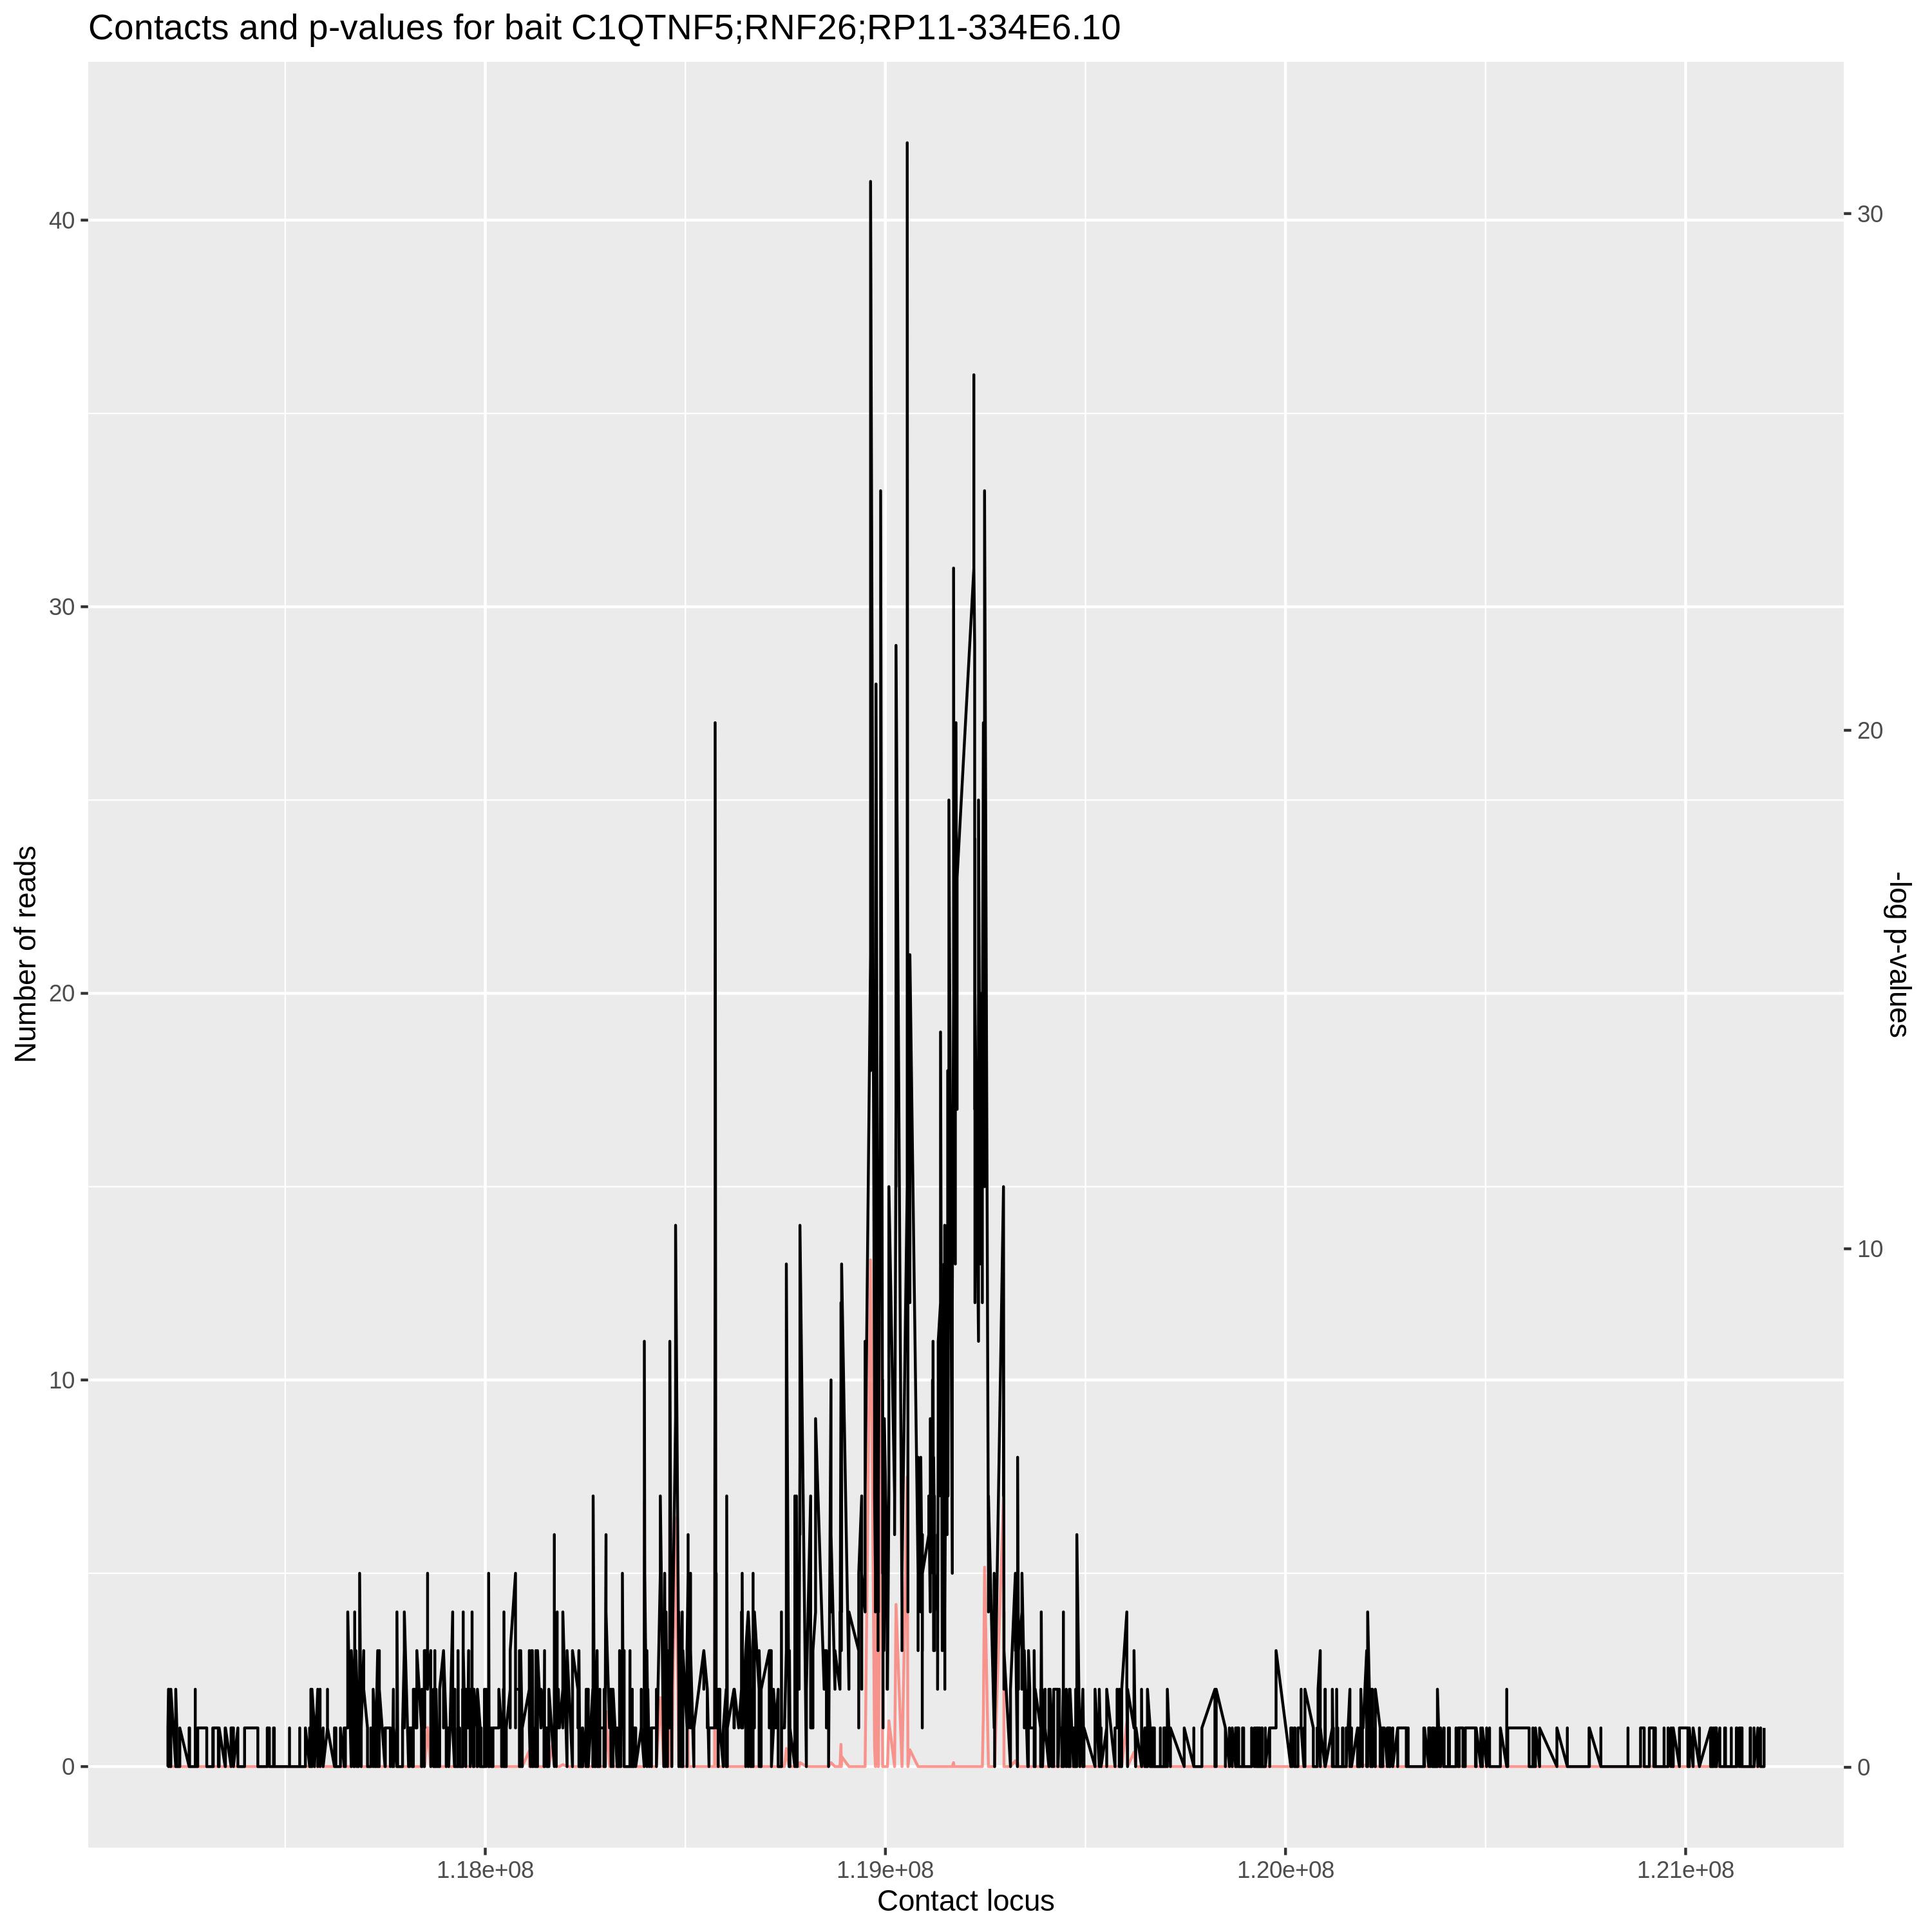 Contacts and p-values for bait C1QTNF5;RNF26;RP11-334E6.10
Number of reads
40
30
20
10
0
30
20
10
0
-log p-values
1.18e+08 1.19e+08 1.20e+08 1.21e+08
Contact locus